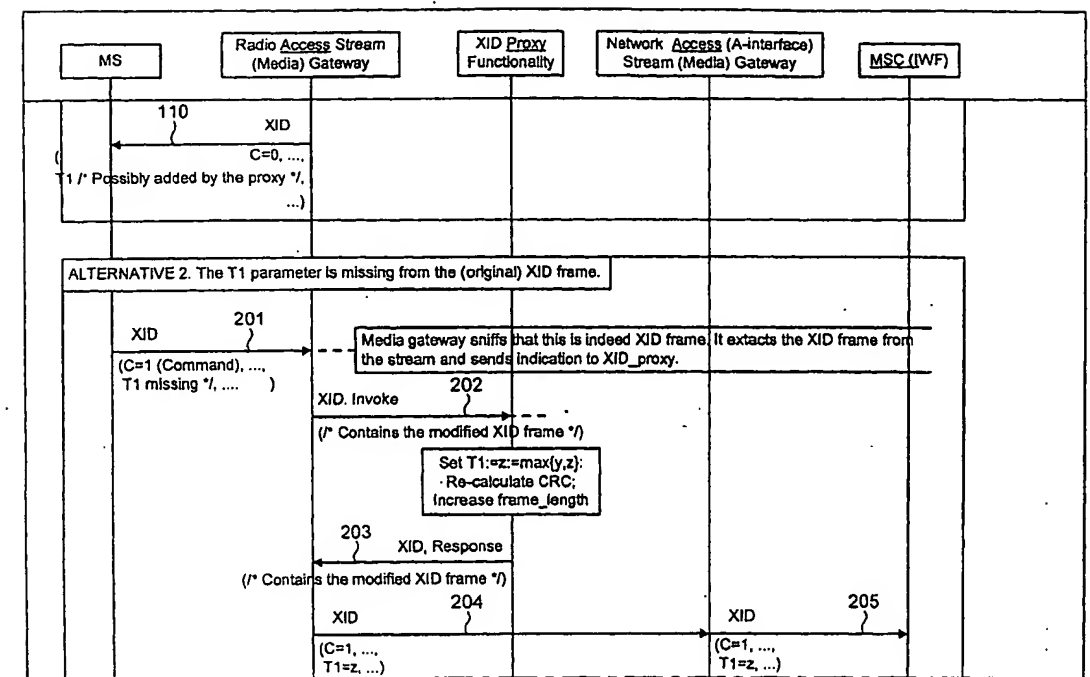 MS
Radio Access Stream
(Media) Gateway
XID Proxy
Functionality
Network Access (A-interface)
Stream (Media) Gateway
MSC (IWF)
110
XID
(
C=0, ...,
T1 /* Possibly added by the proxy */,
...)
ALTERNATIVE 2. The T1 parameter is missing from the (original) XID frame.
XID
201
(C=1 (Command), ...,
T1 missing */, .... )
Media gateway sniffs that this is indeed XID frame. It extacts the XID frame from
the stream and sends indication to XID_proxy.
XID. Invoke
202
(/* Contains the modified XID frame */)
Set T1:=z:=max{y,z}:
Re-calculate CRC;
Increase frame_length
203
XID, Response
(/* Contains the modified XID frame */)
XID
204
(C=1, ...,
T1=z, ...)
XID
205
(C=1, ...,
T1=z, ...)